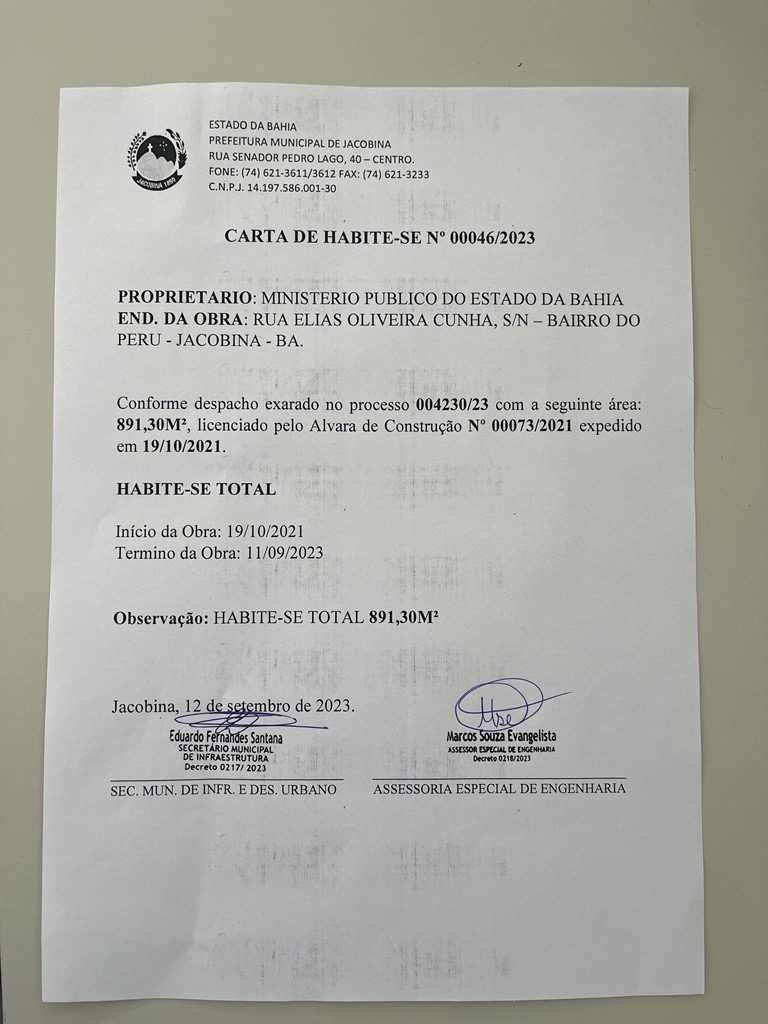 ESTADO DA BAHIA
PREFEITURA MUNICIPAL DE JACOBINA
RUA SENADOR PEDRO LAGO, 40 – CENTRO.
FONE: (74) 621-3611/3612 FAX: (74) 621-3233
C.N.P.J. 14.197.586.001-30
JACOBINA 1880
CARTA DE HABITE-SE Nº 00046/2023
PROPRIETARIO: MINISTERIO PUBLICO DO ESTADO DA BAHIA
END. DA OBRA: RUA ELIAS OLIVEIRA CUNHA, S/N – BAIRRO DO
PERU - JACOBINA - BA.
Conforme despacho exarado no processo 004230/23 com a seguinte área:
891,30M², licenciado pelo Alvara de Construção Nº 00073/2021 expedido
em 19/10/2021.
HABITE-SE TOTAL
Início da Obra: 19/10/2021
Termino da Obra: 11/09/2023
Observação: HABITE-SE TOTAL 891,30M²
Jacobina, 12 de setembro de 2023.
Eduardo Fernandes Santana
SECRETÁRIO MUNICIPAL
DE INFRAESTRUTURA
Decreto 0217/ 2023
SEC. MUN. DE INFR. E DES. URBANO
Marcos Souza Evangelista
ASSESSOR ESPECIAL DE ENGENHARIA
Decreto 0218/2023
ASSESSORIA ESPECIAL DE ENGENHARIA